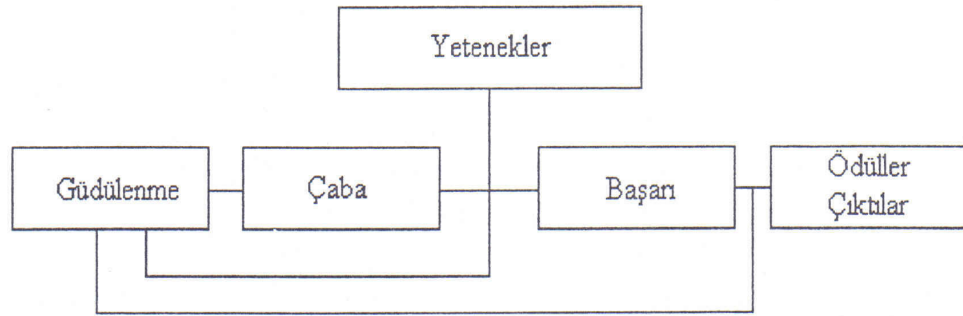 Yetenekler
Güdülenme
Çaba
Başarı
Ödüller
Çıktılar